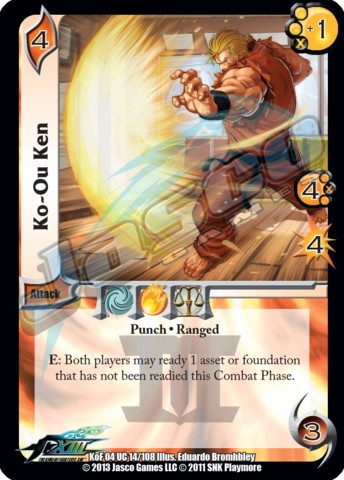 4
+1
X
Ko-Ou Ken
4
4
Attack
Punch • Ranged
E: Both players may ready 1 asset or foundation
that has not been readied this Combat Phase.
3
XIII
KoF.04 UC 14/108 Illus. Eduardo Bromhbley
© 2013 Jasco Games LLC © 2011 SNK Playmore